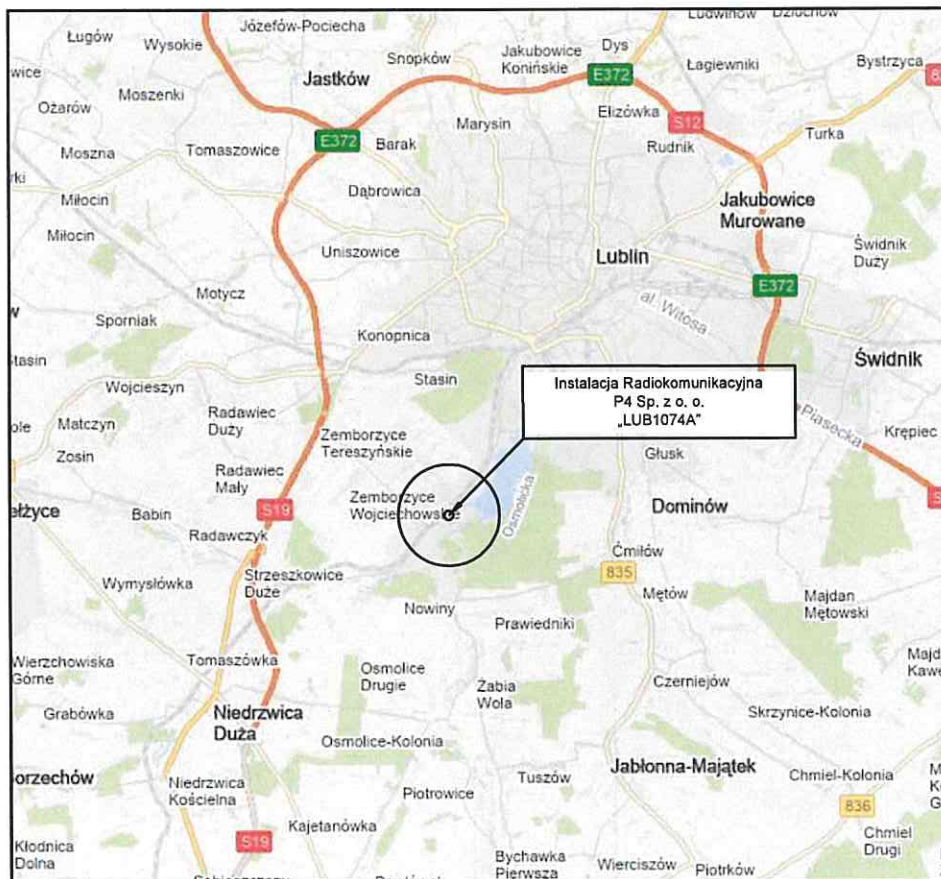 Józefów-Pociecha
Ługów
Wysokie
Snopków
Jakubowice
Konińskie
Dys
Łagiewniki
Bystrzyca
Jastków
E372
Moszenki
Ożarów
Elizówka
Marysin
S12
Turka
E372
Barak
Rudnik
Moszna
Tomaszowice
Dąbrowica
Miłocin
Jakubowice
Murowane
Miłocin
Uniszowice
Lublin
Świdnik
Duży
E372
Motycz
al. Witosa
Sporniak
Konopnica
Stasin
Świdnik
Wojcieszyn
Stasin
Instalacja Radiokomunikacyjna
P4 Sp. z o. o.
„LUB1074A”
Piasecka
Radawiec
Duży
Matczyn
Krępiec
Zosin
Zemborzyce
Tereszyńskie
Głusk
Radawiec
Mały
Zemborzyce
Wojciechowskie
Osmolicka
Dominów
S19
Babin
Radawczyk
Ćmiłów
835
Strzeszkowice
Duże
Wymysłówka
Mętów
Majdan
Mętowski
Nowiny
Prawiedniki
Wierzchowiska
Górne
Tomaszówka
Osmolice
Drugie
Żabia
Wola
Czerniejów
Grabówka
Niedrzwica
Duża
Skrzynice-Kolonia
Osmolice-Kolonia
Jabłonna-Majątek
Chmiel-Kolonia
Niedrzwica
Kościelna
Tuszów
Piotrowice
836
Kajetanówka
S19
Chmiel
Drugi
Kłodnica
Dolna
Bychawka
Pierwsza
Wierciszów
Piotrków